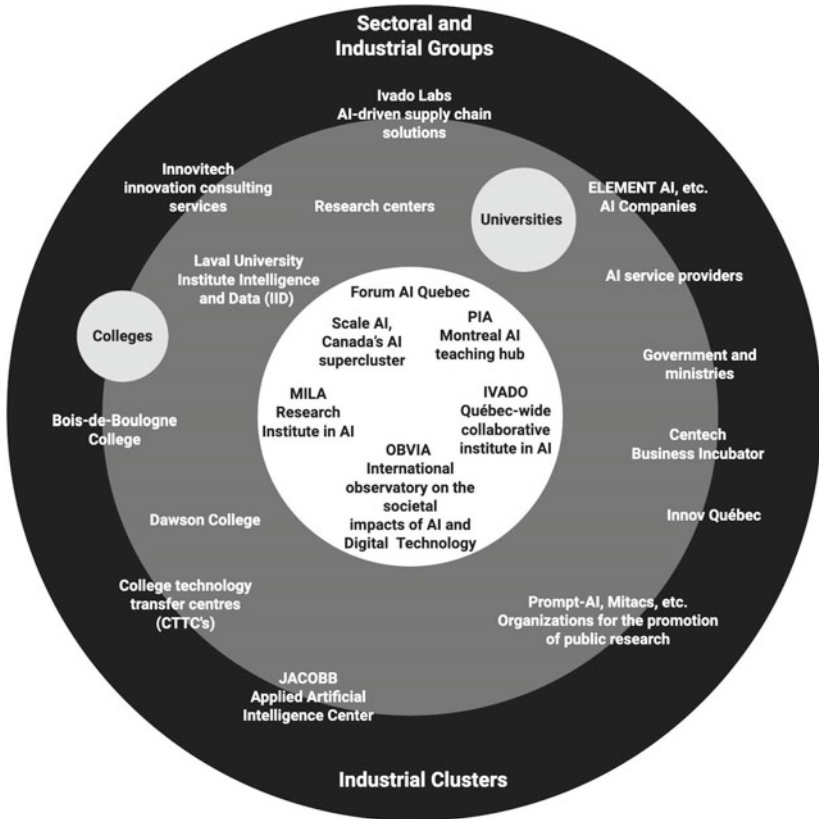 Sectoral and
Industrial Groups
Ivado Labs
AI-driven supply chain
solutions
Innovitech
innovation consulting
services
Research centers
Universities
ELEMENT AI, etc.
AI Companies
Laval University
Institute Intelligence
and Data (IID)
AI service providers
Colleges
Forum AI Quebec
Scale AI,
Canada's AI
supercluster
PIA
Montreal AI
teaching hub
Government and
ministries
MILA
Research
Institute in AI
IVADO
Québec-wide
collaborative
institute in AI
Bois-de-Boulogne
College
Centech
Business Incubator
OBVIA
International
observatory on the
societal
impacts of AI and
Digital Technology
Dawson College
Innov Québec
College technology
transfer centres
(CTTC's)
Prompt-AI, Mitacs, etc.
Organizations for the promotion
of public research
JACOBB
Applied Artificial
Intelligence Center
Industrial Clusters